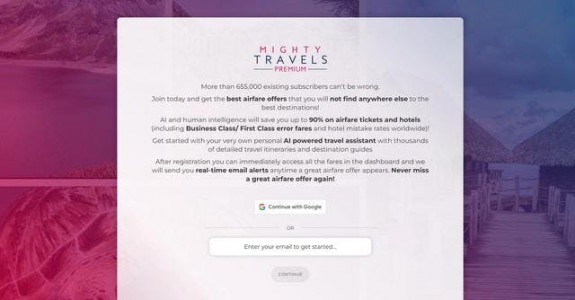 MIGHTY
TRAVELS
PREMIUM
More than 655,000 existing subscribers can't be wrong.
Join today and get the best airfare offers that you will not find anywhere else to the
best destinations!
AI and human intelligence will save you up to 90% on airfare tickets and hotels
(including Business Class/ First Class error fares and hotel mistake rates worldwide)!
Get started with your very own personal AI powered travel assistant with thousands
of detailed travel itineraries and destination guides
After registration you can immediately access all the fares in the dashboard and we
will send you real-time email alerts anytime a great airfare offer appears. Never miss
a great airfare offer again!
Continue with Google
OR
Enter your email to get started...
CONTINUE